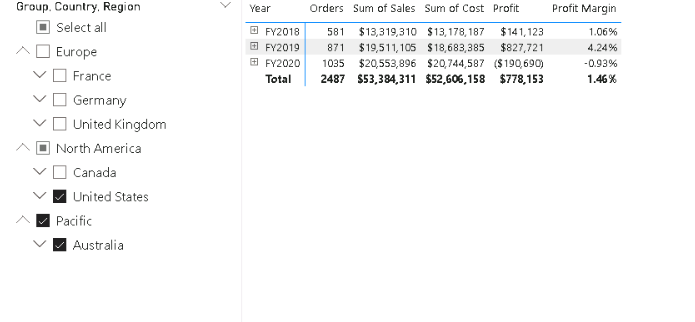 Group, Country, Region
Select all
Europe
France
Germany
United Kingdom
North America
Canada
United States
Pacific
Australia
Year Orders Sum of Sales Sum of Cost Profit Profit Margin
FY2018 581 $13,319,310 $13,178,187 $141,123 1.06%
FY2019 871 $19,511,105 $18,683,385 $827,721 4.24%
FY2020 1035 $20,553,896 $20,744,587 ($190,690) -0.93%
Total 2487 $53,384,311 $52,606,158 $778,153 1.46%